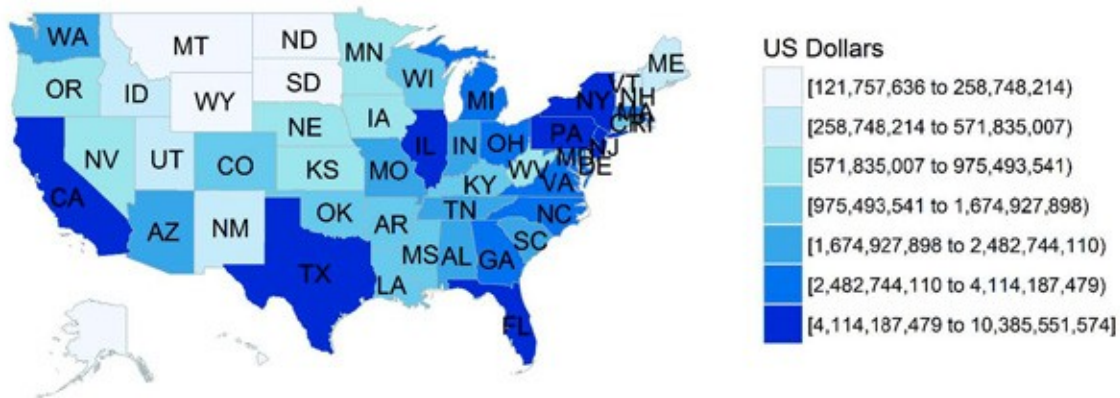 WA
MT
ND
MN
ME
VT
NH
OR
ID
SD
WI
MI
NY
MA
WY
CT RI
IA
PA
NE
NJ
NV
UT
CO
IL
IN
OH
MD
DE
CA
KS
MO
WV
VA
KY
AZ
NM
OK
AR
TN
NC
SC
TX
LA
MS
AL
GA
FL
US Dollars
[121,757,636 to 258,748,214)
[258,748,214 to 571,835,007)
[571,835,007 to 975,493,541)
[975,493,541 to 1,674,927,898)
[1,674,927,898 to 2,482,744,110)
[2,482,744,110 to 4,114,187,479)
[4,114,187,479 to 10,385,551,574]